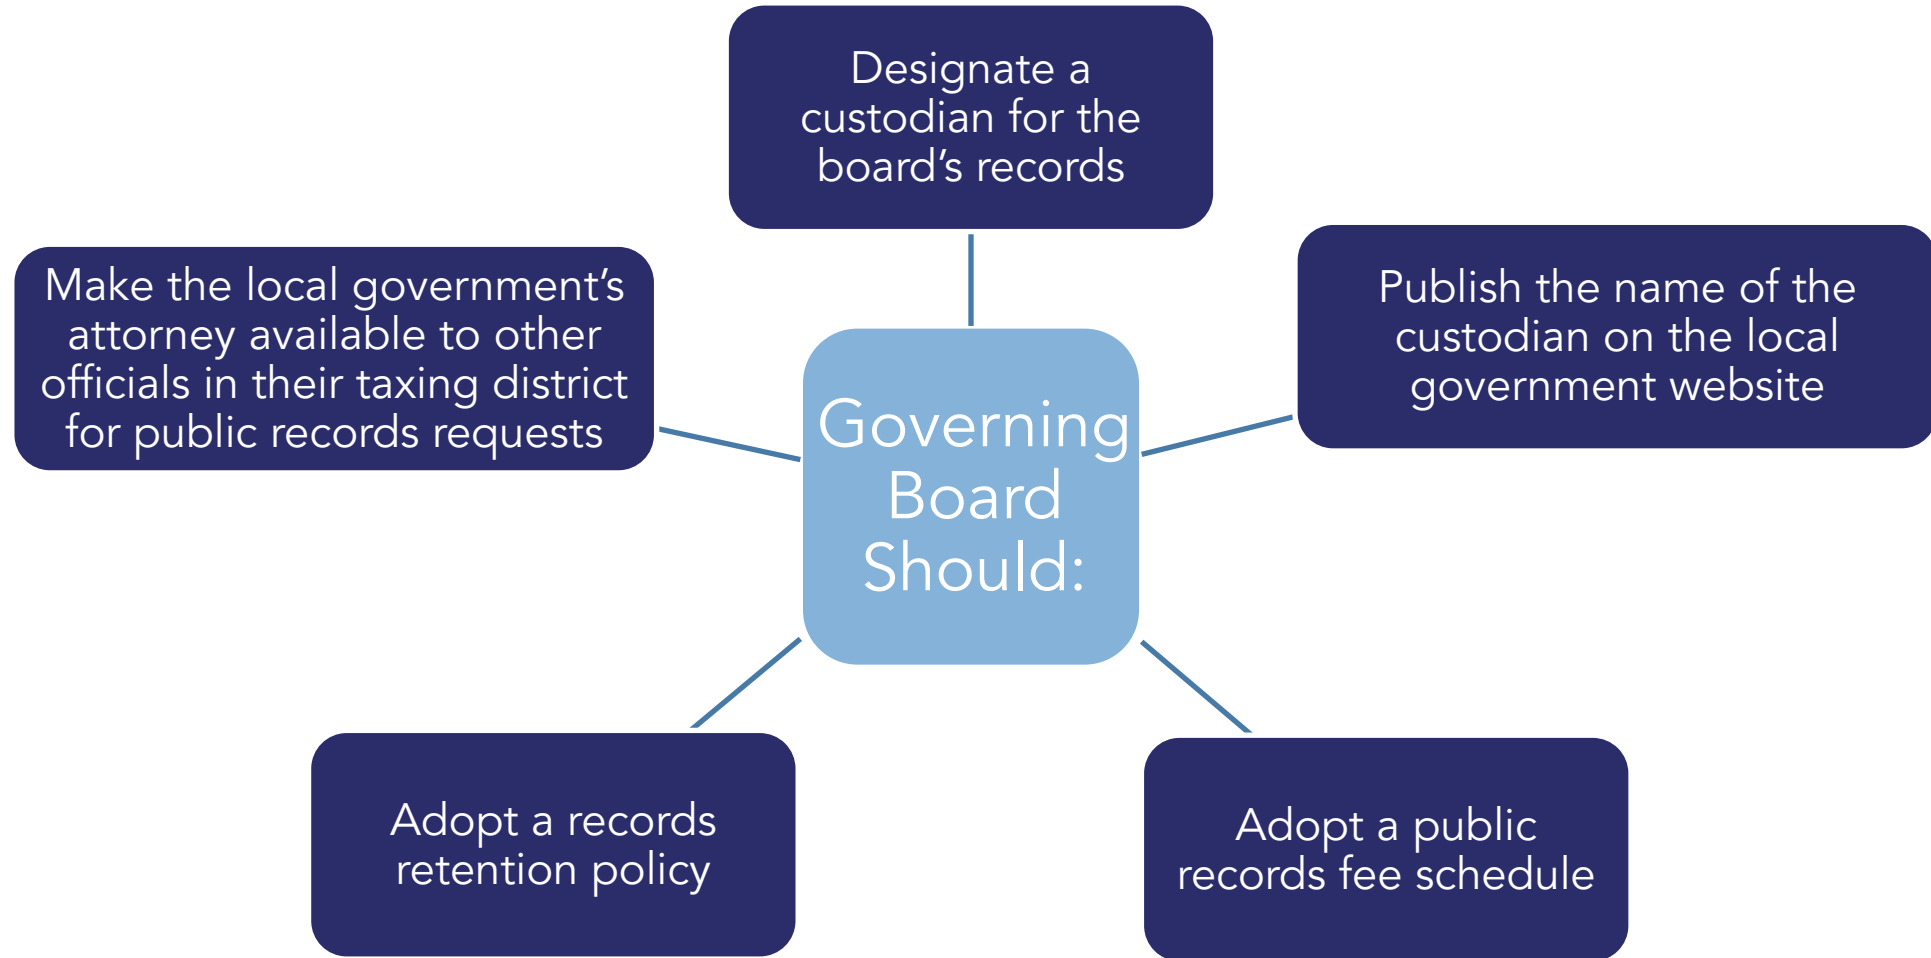 Designate a
custodian for the
board’s records
Publish the name of the
custodian on the local
government website
Make the local government’s
attorney available to other
officials in their taxing district
for public records requests
Governing
Board
Should:
Adopt a records
retention policy
Adopt a public
records fee schedule